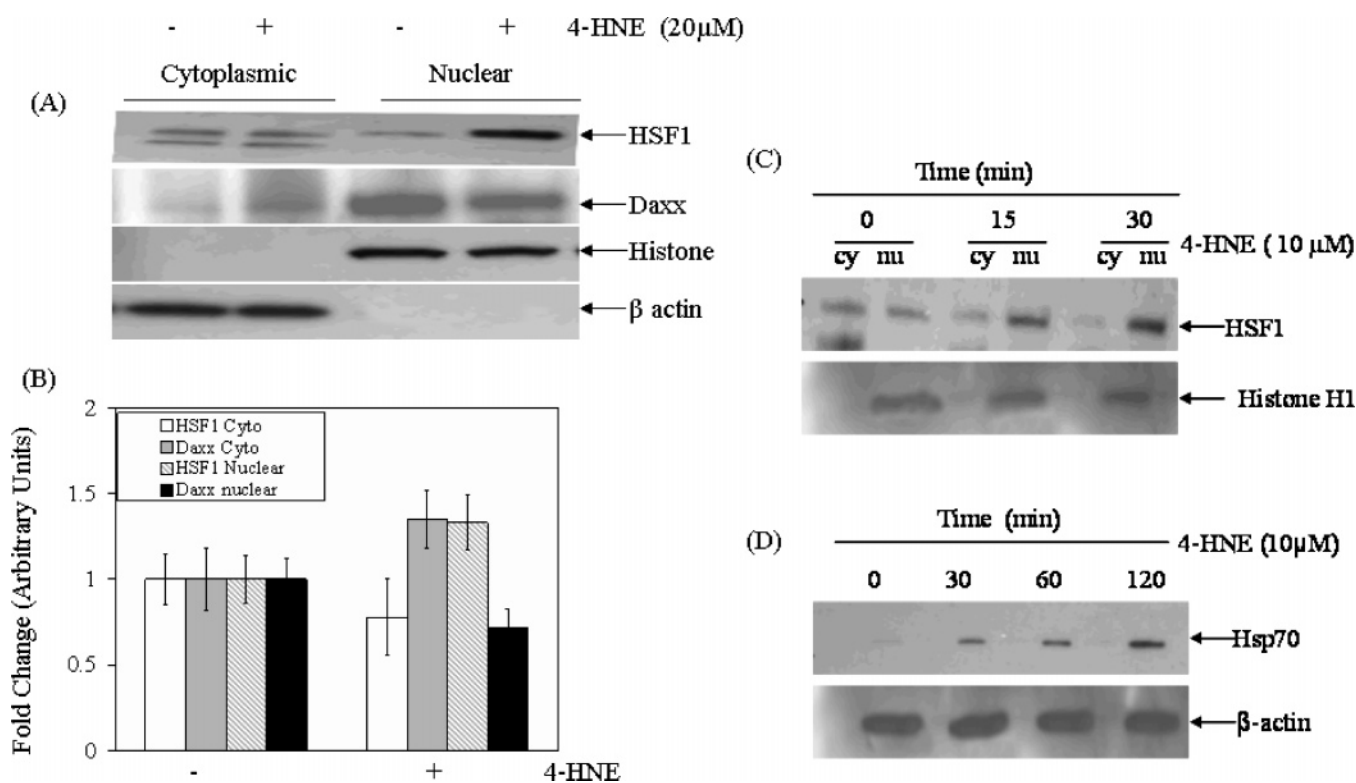 - + - + 4-HNE (20µM)
Cytoplasmic Nuclear
(A)
HSF1
Daxx
Histone
β actin
(B)
Fold Change (Arbitrary Units)
2
1.5
1
0.5
0
HSF1 Cyto
Daxx Cyto
HSF1 Nuclear
Daxx nuclear
- + 4-HNE
(C)
Time (min)
0 15 30
4-HNE ( 10 µM)
cy nu cy nu cy nu
HSF1
Histone H1
(D)
Time (min)
4-HNE (10µM)
0 30 60 120
Hsp70
β-actin